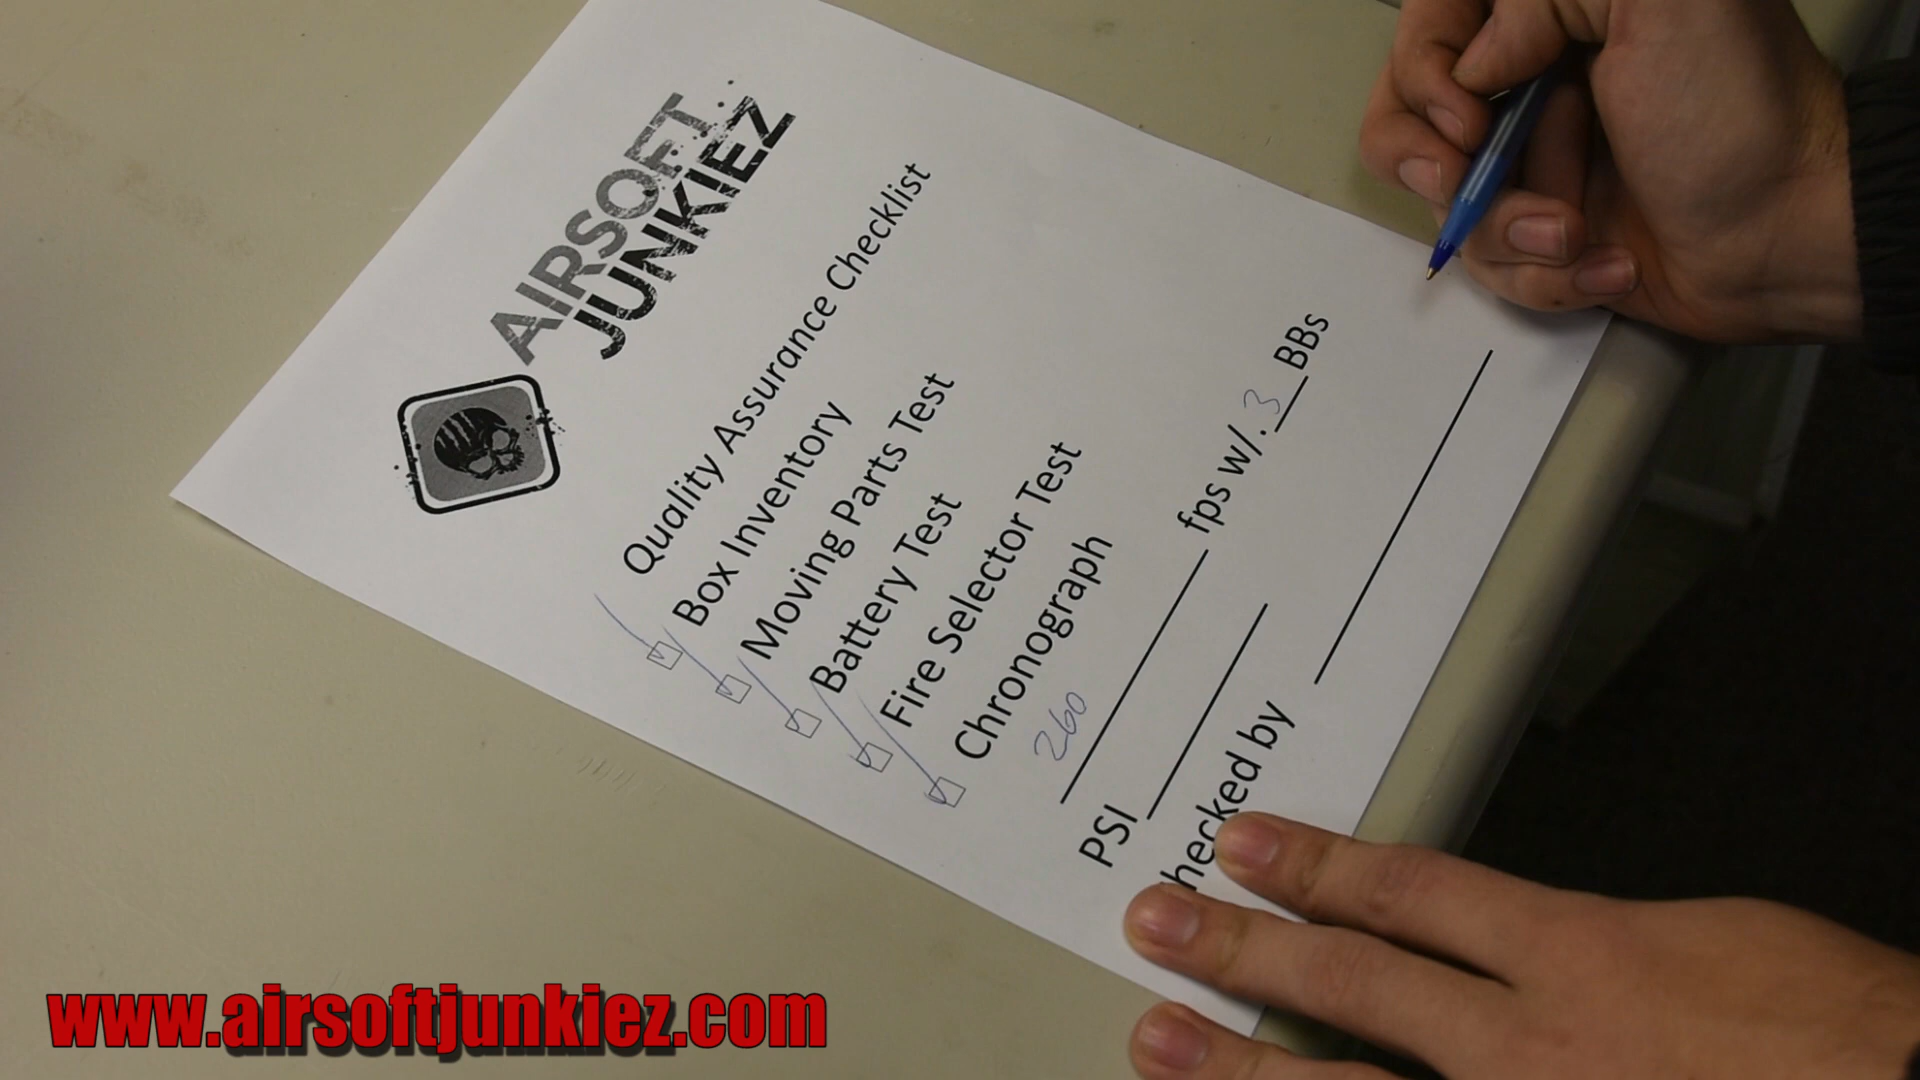 AIRSOFT
JUNKIEZ
Quality Assurance Checklist
Box Inventory
Moving Parts Test
Battery Test
Fire Selector Test
Chronograph
260 fps w/.3 BBs
PSI
hecked by
www.airsoftjunkiez.com